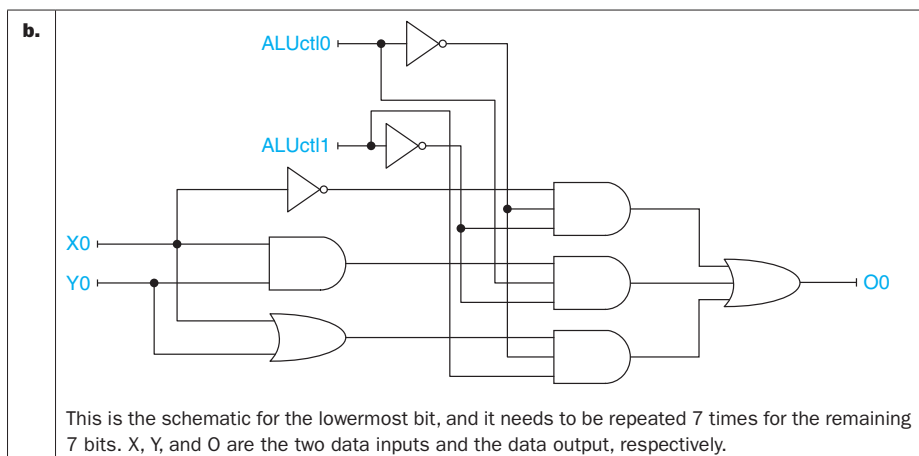 b.
ALUctl0
ALUctl1
X0
Y0
O0
This is the schematic for the lowermost bit, and it needs to be repeated 7 times for the remaining
7 bits. X, Y, and O are the two data inputs and the data output, respectively.